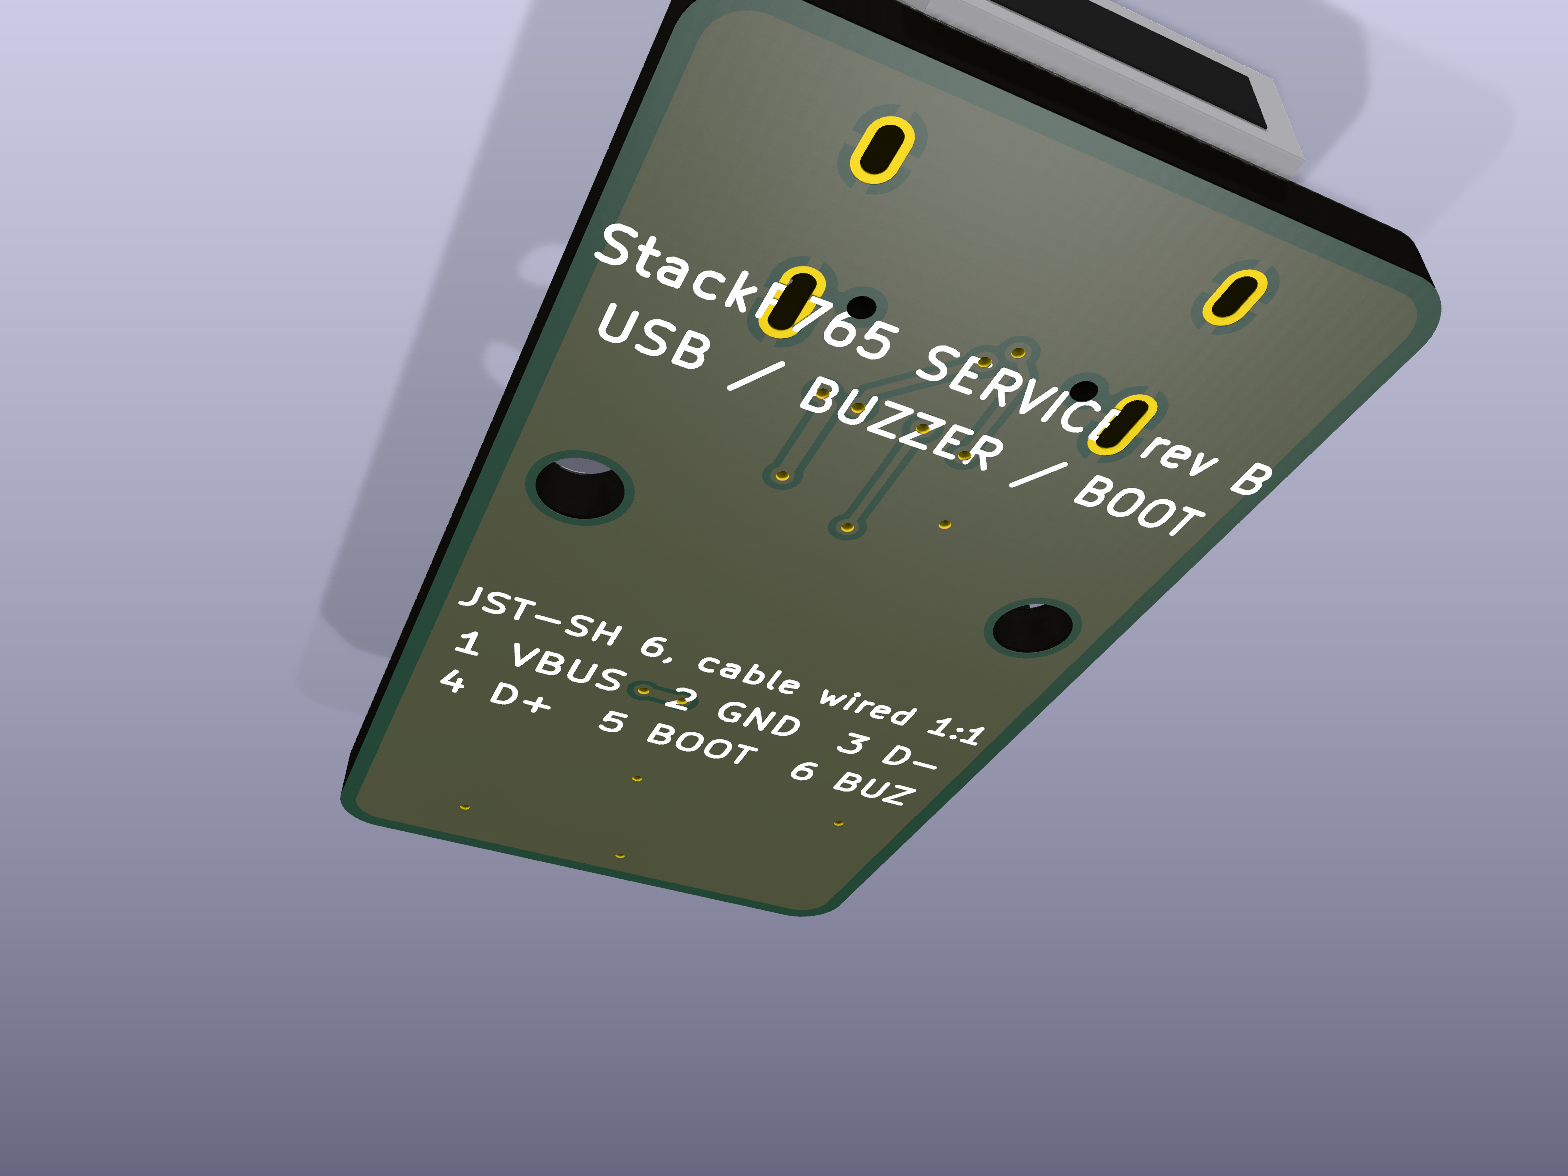 StackF765 SERVICE rev B
USB / BUZZER / BOOT
JST-SH 6, cable wired 1:1
1 VBUS 2 GND 3 D-
4 D+ 5 BOOT 6 BUZ